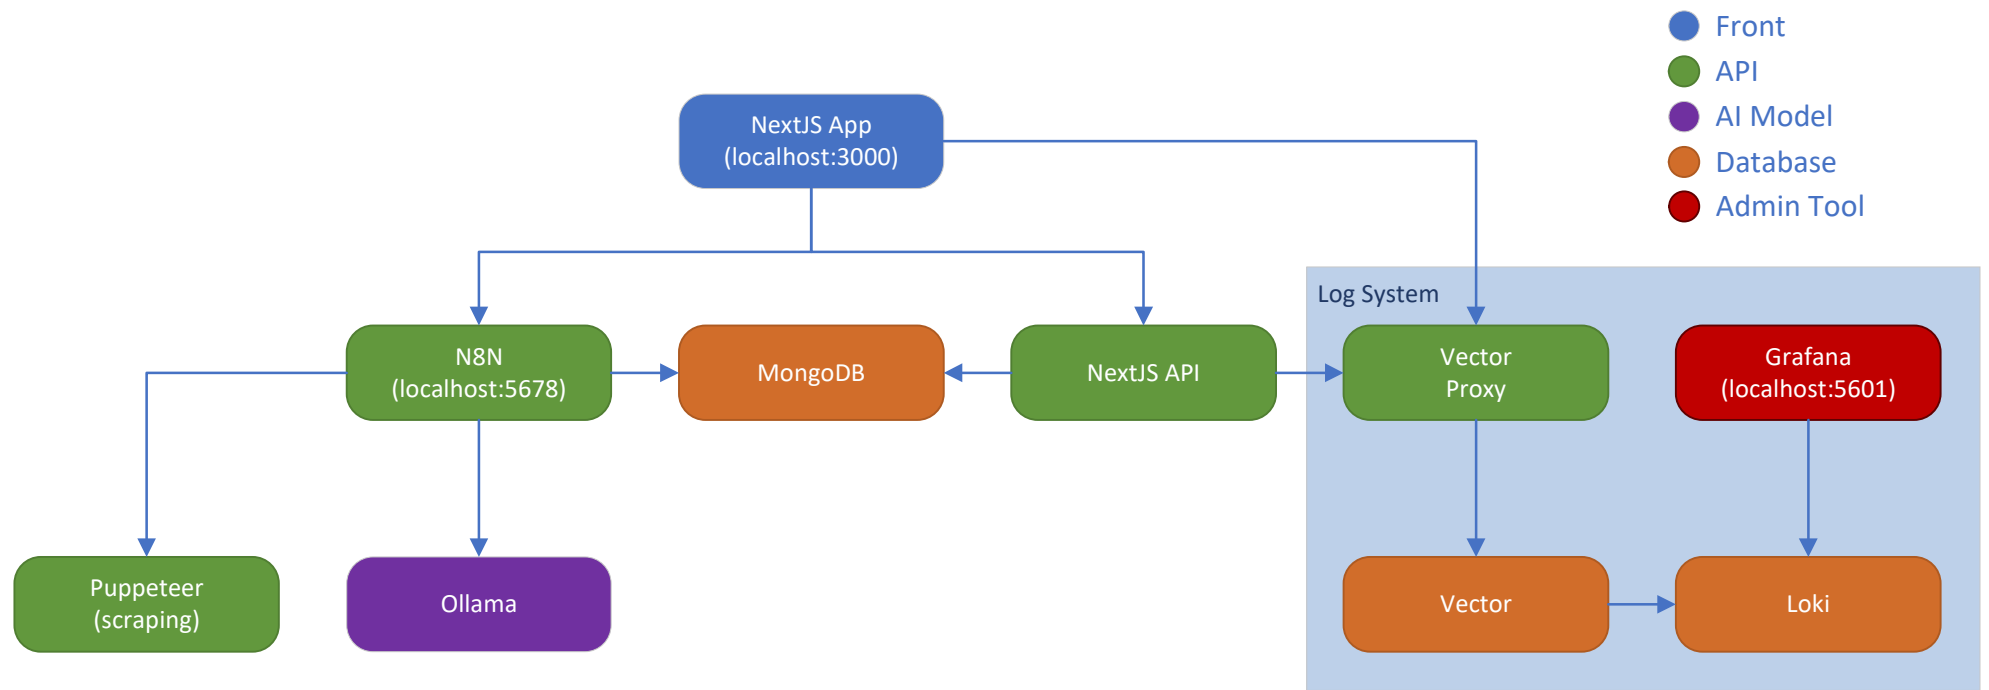 Front
API
AI Model
Database
Admin Tool
NextJS App
(localhost:3000)
Log System
N8N
(localhost:5678)
MongoDB
NextJS API
Vector
Proxy
Grafana
(localhost:5601)
Puppeteer
(scraping)
Ollama
Vector
Loki